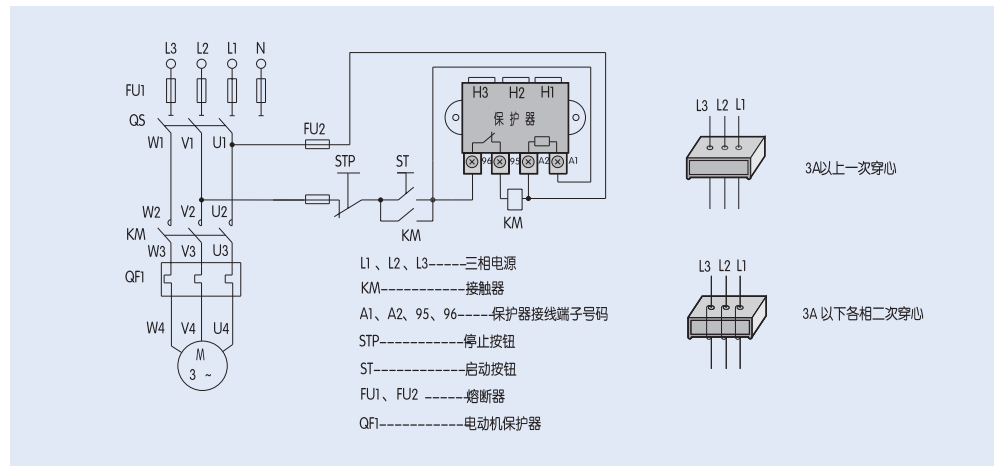 L3 L2 L1 N
FU1
QS
W1 V1 U1
FU2
STP ST
H3 H2 H1
保护器
96 95 A2 A1
KM
KM
W2 V2 U2
KM
W3 V3 U3
QF1
W4 V4 U4
M
3 ~
L1、L2、L3-----三相电源
KM------------接触器
A1、A2、95、96-----保护器接线端子号码
STP------------停止按钮
ST-------------启动按钮
FU1、FU2 ------熔断器
QF1------------电动机保护器
L3 L2 L1
3A以上一次穿心
L3 L2 L1
3A 以下各相二次穿心